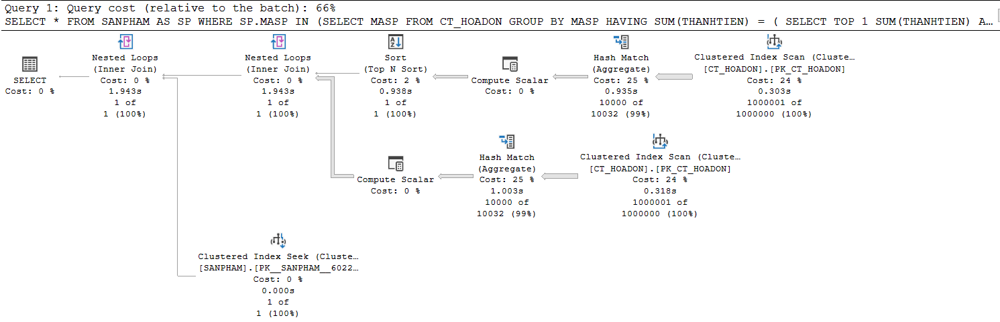 Query 1: Query cost (relative to the batch): 66%
SELECT * FROM SANPHAM AS SP WHERE SP.MASP IN (SELECT MASP FROM CT_HOADON GROUP BY MASP HAVING SUM(THANHTIEN) = ( SELECT TOP 1 SUM(THANHTIEN) A…
SELECT
Cost: 0 %
Nested Loops
(Inner Join)
Cost: 0 %
1.943s
1 of
1 (100%)
Nested Loops
(Inner Join)
Cost: 0 %
1.943s
1 of
1 (100%)
Sort
(Top N Sort)
Cost: 2 %
0.938s
1 of
1 (100%)
Compute Scalar
Cost: 0 %
Hash Match
(Aggregate)
Cost: 25 %
0.935s
10000 of
10032 (99%)
Clustered Index Scan (Cluste…
[CT_HOADON].[PK_CT_HOADON]
Cost: 24 %
0.303s
1000001 of
1000000 (100%)
Compute Scalar
Cost: 0 %
Hash Match
(Aggregate)
Cost: 25 %
1.003s
10000 of
10032 (99%)
Clustered Index Scan (Cluste…
[CT_HOADON].[PK_CT_HOADON]
Cost: 24 %
0.318s
1000001 of
1000000 (100%)
Clustered Index Seek (Cluste…
[SANPHAM].[PK__SANPHAM__6022…
Cost: 0 %
0.000s
1 of
1 (100%)